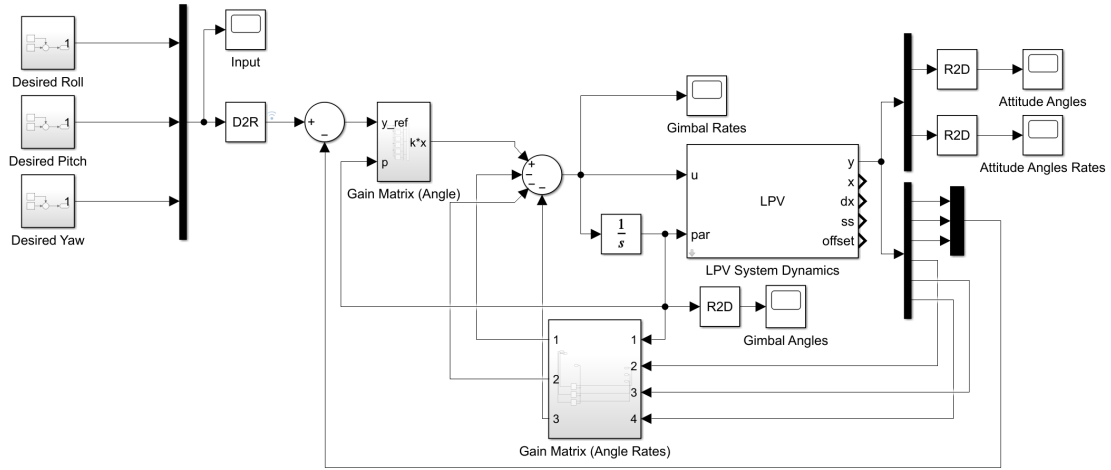 1
Desired Roll
1
Desired Pitch
1
Desired Yaw
Input
D2R
+
−
y_ref
p
k*x
Gain Matrix (Angle)
+
−
−
−
Gimbal Rates
1
s
u
par
LPV
y
x
dx
ss
offset
LPV System Dynamics
R2D
Attitude Angles
R2D
Attitude Angles Rates
R2D
Gimbal Angles
1
2
3
1
2
3
4
Gain Matrix (Angle Rates)